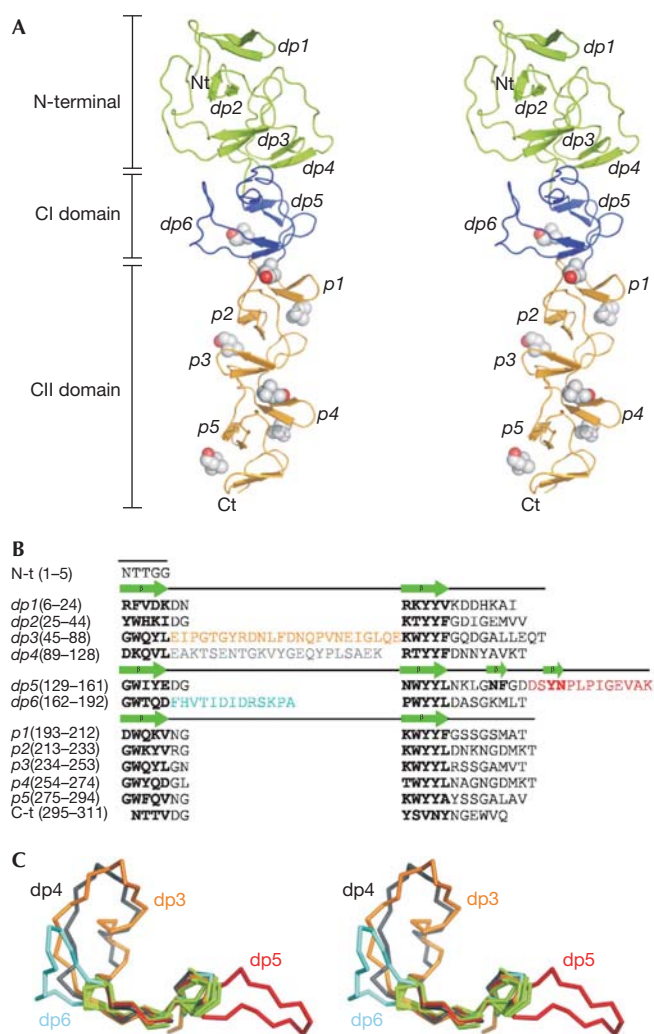 A
N-terminal
CI domain
CII domain
dp1
Nt
dp2
dp3
dp4
dp5
dp6
p1
p2
p3
p4
p5
Ct
dp1
Nt
dp2
dp3
dp4
dp5
dp6
p1
p2
p3
p4
p5
Ct
B
N-t (1–5) NTTGG
β β
dp1(6–24) RFVDKDN RKYYVKDDHKAI
dp2(25–44) YWHKIDG KTYYFGDIGEMVV
dp3(45–88) GWQYLEIPGTGYRDNLFDNQPVNEIGLQEKWYYFGQDGALLEQT
dp4(89–128) DKQVLEAKTSENTGKVYGEQYPLSAEK RTYYFDNNYAVKT
β β β β
dp5(129–161) GWIYEDG NWYYLNKLGNFGDDSYNPLPIGEVAK
dp6(162–192) GWTQDFHVTIDIDRSKPA PWYYLDASGKMLT
β β
p1(193–212) DWQKVNG KWYYFGSSGSMAT
p2(213–233) GWKYVRG KWYYLDNKNGDMKT
p3(234–253) GWQYLGN KWYYLRSSGAMVT
p4(254–274) GWYQDGL TWYYLNAGNGDMKT
p5(275–294) GWFQVNG KWYYAYSSGALAV
C-t (295–311) NTTVDG YSVNYNGEWVQ
C
dp4
dp3
dp5
dp6
dp4
dp3
dp5
dp6